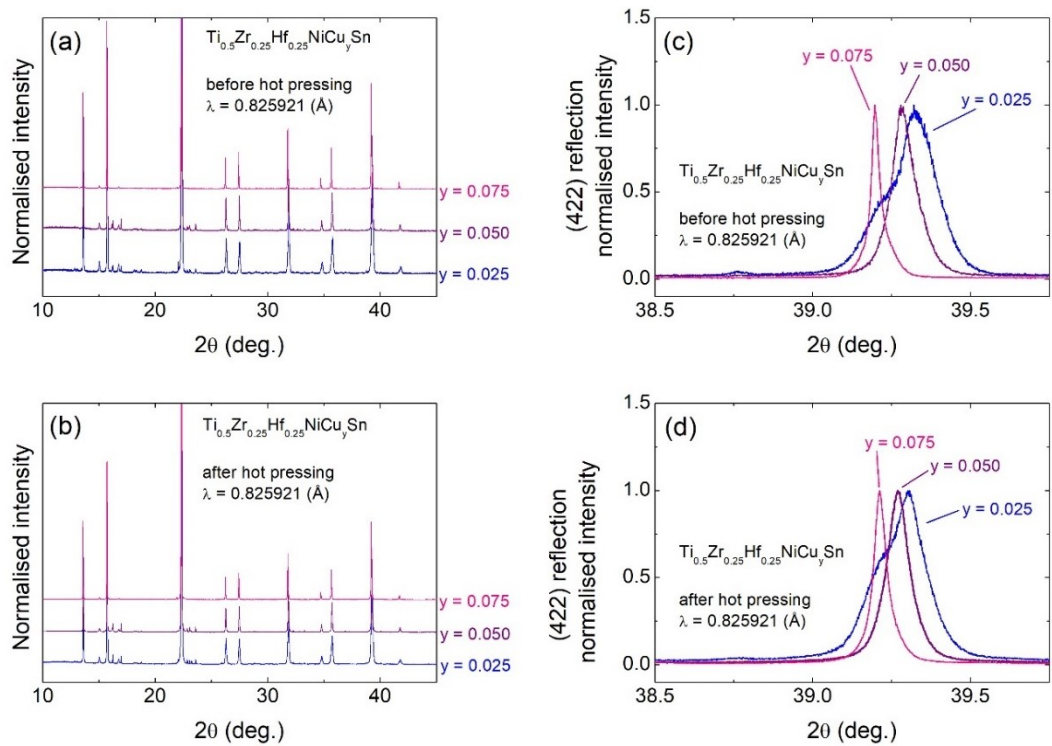 (a)
Ti0.5Zr0.25Hf0.25NiCuySn
before hot pressing
λ = 0.825921 (Å)
Normalised intensity
y = 0.075
y = 0.050
y = 0.025
10 20 30 40
2θ (deg.)
(c)
y = 0.075
y = 0.050
y = 0.025
Ti0.5Zr0.25Hf0.25NiCuySn
before hot pressing
λ = 0.825921 (Å)
(422) reflection
normalised intensity
1.5
1.0
0.5
0.0
38.5 39.0 39.5
2θ (deg.)
(b)
Ti0.5Zr0.25Hf0.25NiCuySn
after hot pressing
λ = 0.825921 (Å)
Normalised intensity
y = 0.075
y = 0.050
y = 0.025
10 20 30 40
2θ (deg.)
(d)
y = 0.075
y = 0.050
y = 0.025
Ti0.5Zr0.25Hf0.25NiCuySn
after hot pressing
λ = 0.825921 (Å)
(422) reflection
normalised intensity
1.5
1.0
0.5
0.0
38.5 39.0 39.5
2θ (deg.)